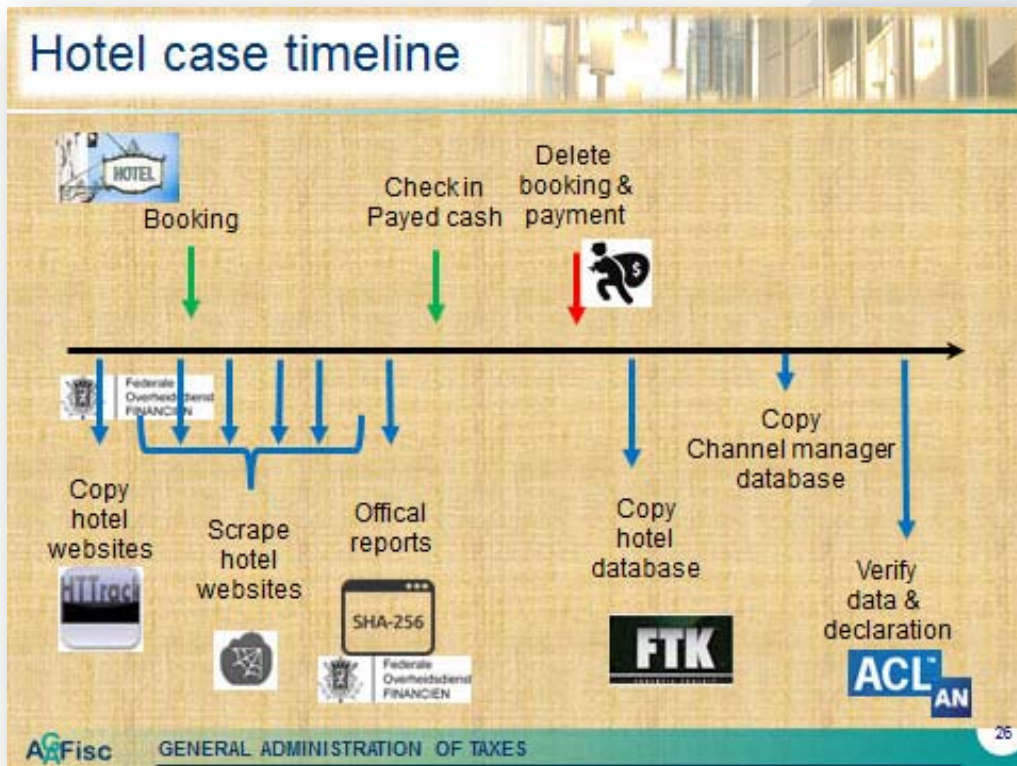 Hotel case timeline
HOTEL
Booking
Check in
Payed cash
Delete
booking &
payment
$
Federale
Overheidsdienst
FINANCIEN
Copy
hotel
websites
HTTrack
Scrape
hotel
websites
Offical
reports
SHA-256
Federale
Overheidsdienst
FINANCIEN
Copy
hotel
database
FTK
Copy
Channel manager
database
Verify
data &
declaration
ACL™
AN
AGFisc
GENERAL ADMINISTRATION OF TAXES
26